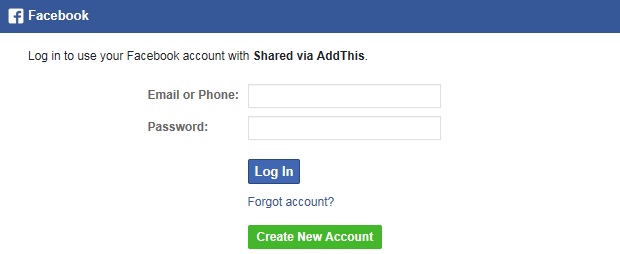 Facebook
Log in to use your Facebook account with Shared via AddThis.
Email or Phone:
Password:
Log In
Forgot account?
Create New Account